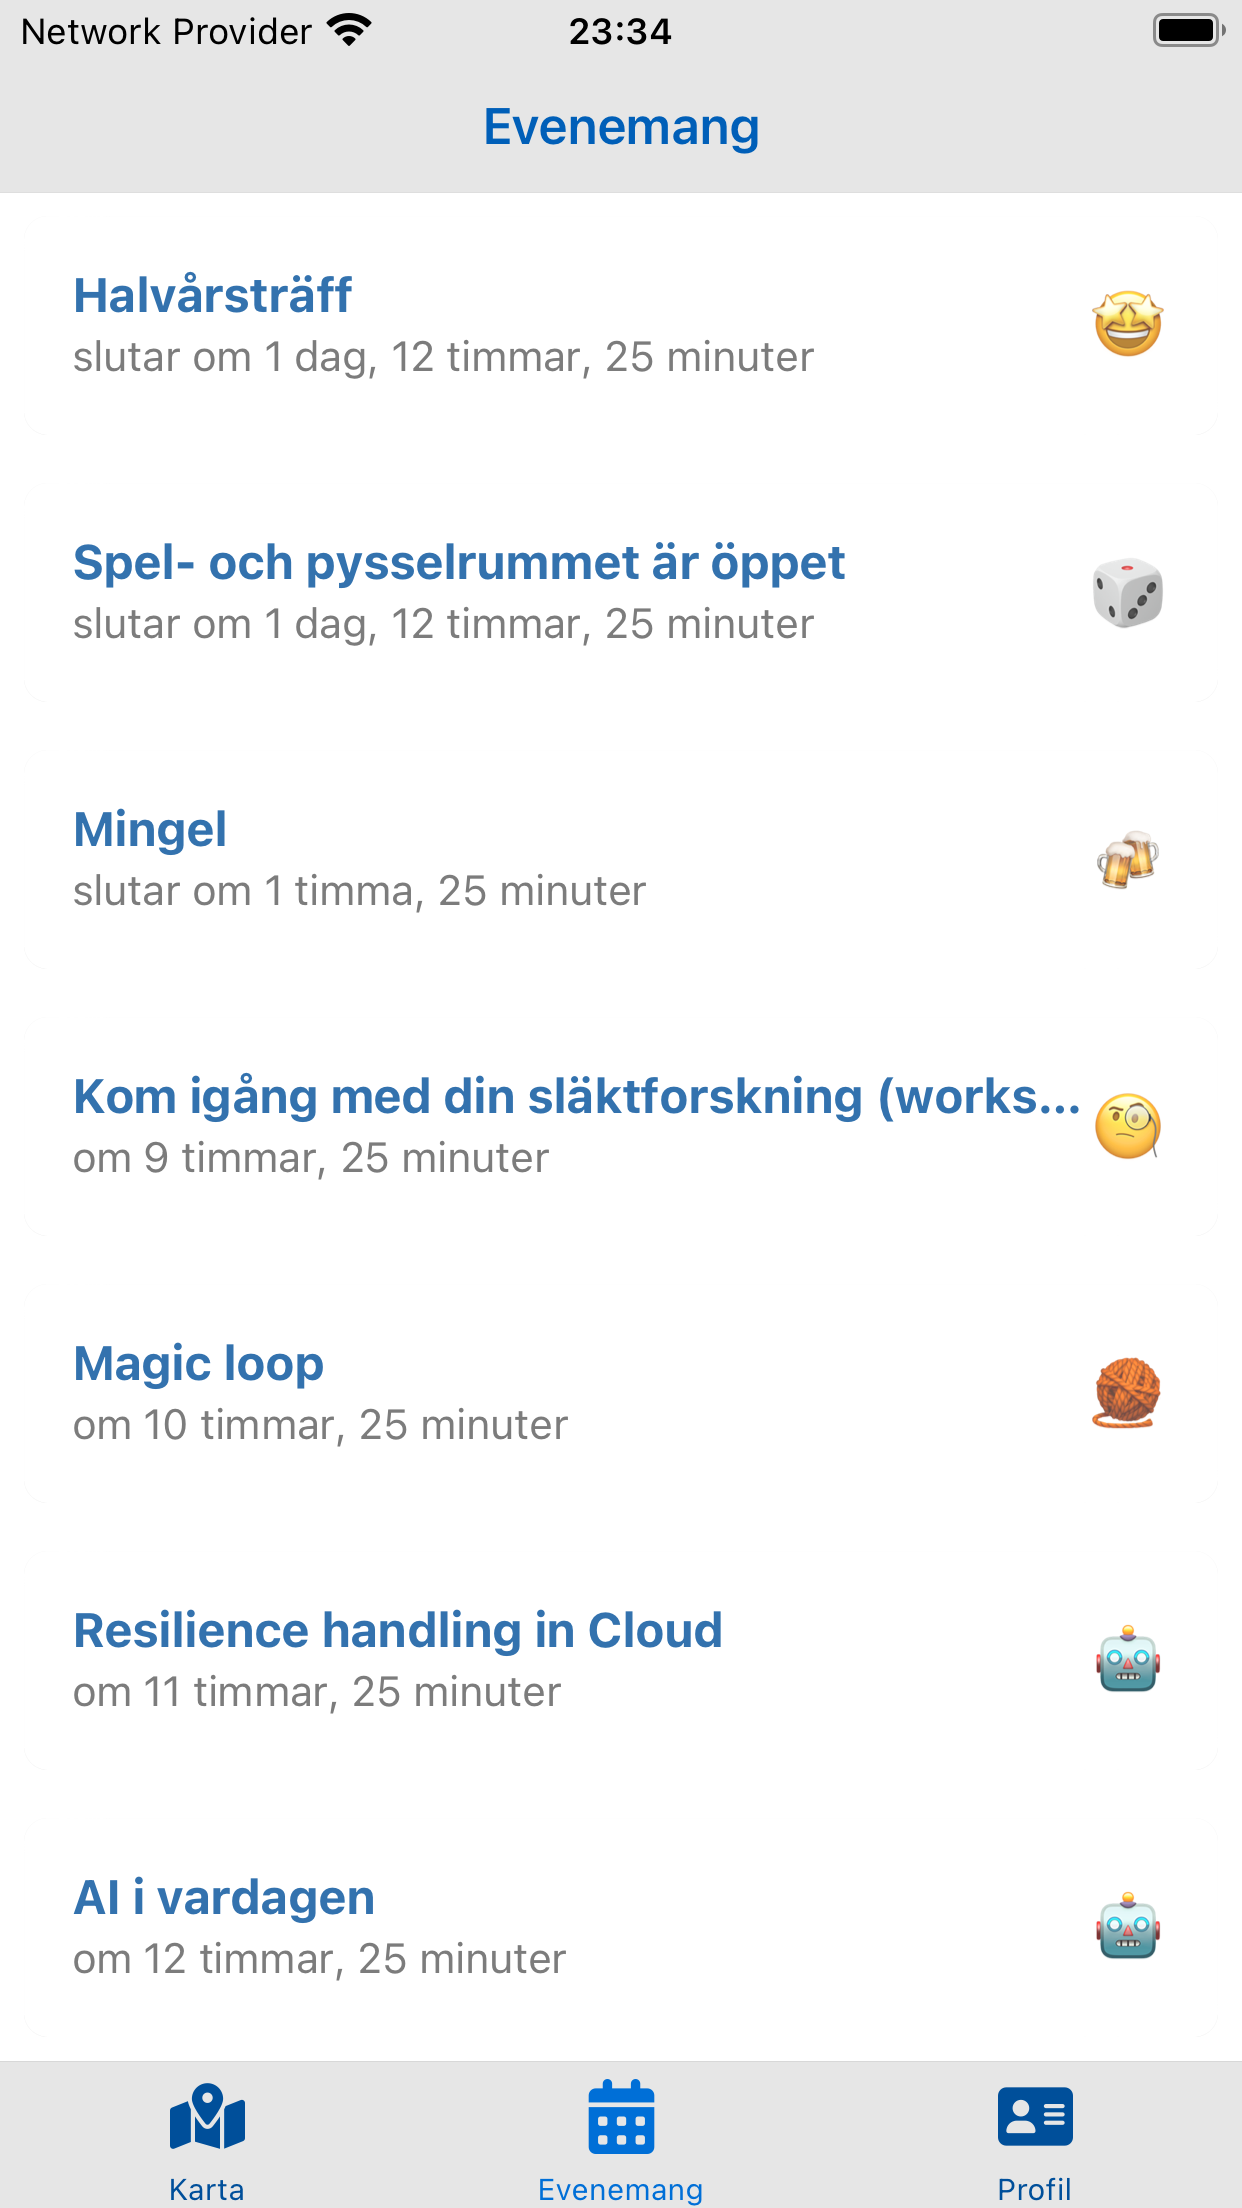 Network Provider 23:34
Evenemang
Halvårsträff
slutar om 1 dag, 12 timmar, 25 minuter
Spel- och pysselrummet är öppet
slutar om 1 dag, 12 timmar, 25 minuter
Mingel
slutar om 1 timma, 25 minuter
Kom igång med din släktforskning (works...
om 9 timmar, 25 minuter
Magic loop
om 10 timmar, 25 minuter
Resilience handling in Cloud
om 11 timmar, 25 minuter
AI i vardagen
om 12 timmar, 25 minuter
Karta Evenemang Profil